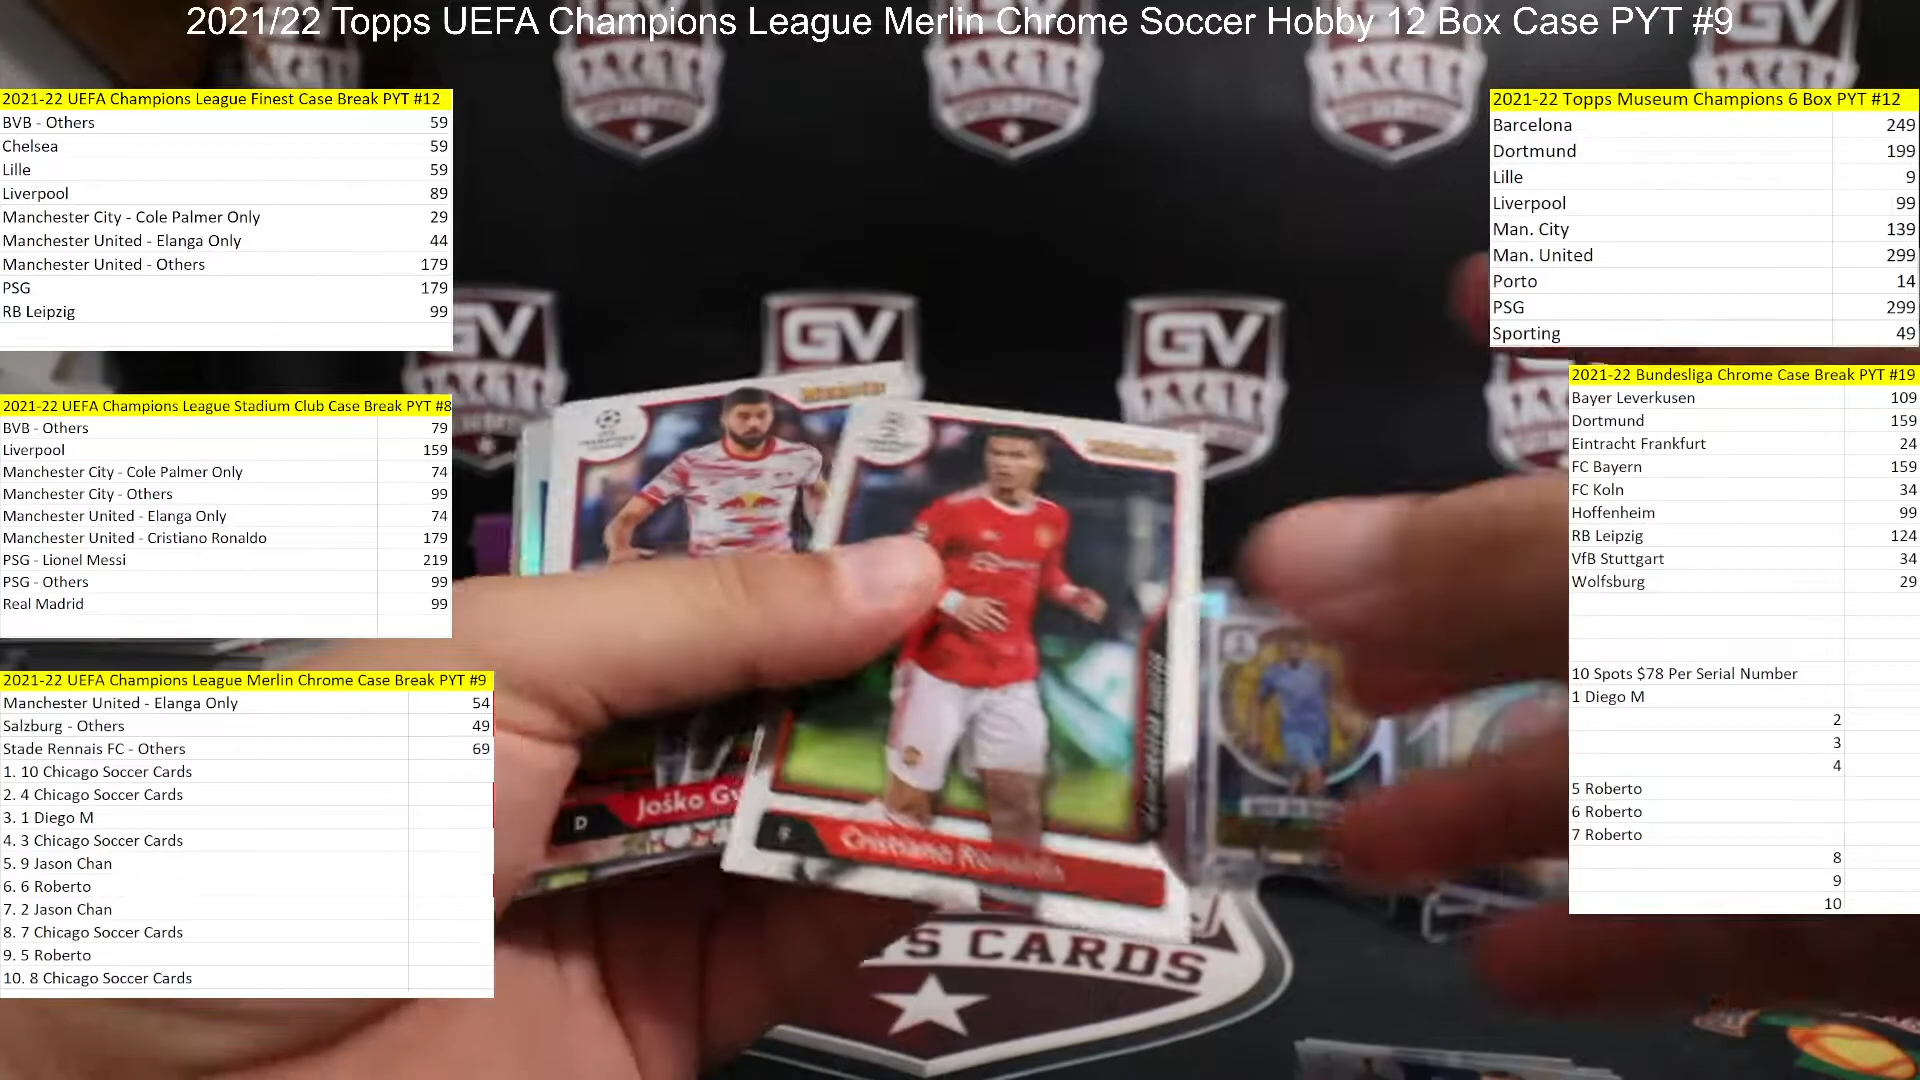 2021/22 Topps UEFA Champions League Merlin Chrome Soccer Hobby 12 Box Case PYT #9
2021-22 UEFA Champions League Finest Case Break PYT #12
BVB - Others 59
Chelsea 59
Lille 59
Liverpool 89
Manchester City - Cole Palmer Only 29
Manchester United - Elanga Only 44
Manchester United - Others 179
PSG 179
RB Leipzig 99
2021-22 UEFA Champions League Stadium Club Case Break PYT #8
BVB - Others 79
Liverpool 159
Manchester City - Cole Palmer Only 74
Manchester City - Others 99
Manchester United - Elanga Only 74
Manchester United - Cristiano Ronaldo 179
PSG - Lionel Messi 219
PSG - Others 99
Real Madrid 99
2021-22 UEFA Champions League Merlin Chrome Case Break PYT #9
Manchester United - Elanga Only 54
Salzburg - Others 49
Stade Rennais FC - Others 69
1. 10 Chicago Soccer Cards
2. 4 Chicago Soccer Cards
3. 1 Diego M
4. 3 Chicago Soccer Cards
5. 9 Jason Chan
6. 6 Roberto
7. 2 Jason Chan
8. 7 Chicago Soccer Cards
9. 5 Roberto
10. 8 Chicago Soccer Cards
2021-22 Topps Museum Champions 6 Box PYT #12
Barcelona 249
Dortmund 199
Lille 9
Liverpool 99
Man. City 139
Man. United 299
Porto 14
PSG 299
Sporting 49
2021-22 Bundesliga Chrome Case Break PYT #19
Bayer Leverkusen 109
Dortmund 159
Eintracht Frankfurt 24
FC Bayern 159
FC Koln 34
Hoffenheim 99
RB Leipzig 124
VfB Stuttgart 34
Wolfsburg 29
10 Spots $78 Per Serial Number
1 Diego M
2
3
4
5 Roberto
6 Roberto
7 Roberto
8
9
10
GV
GV
GV
GV
D Joško Gv
Cristiano Ronaldo
Manchester United
S CARDS